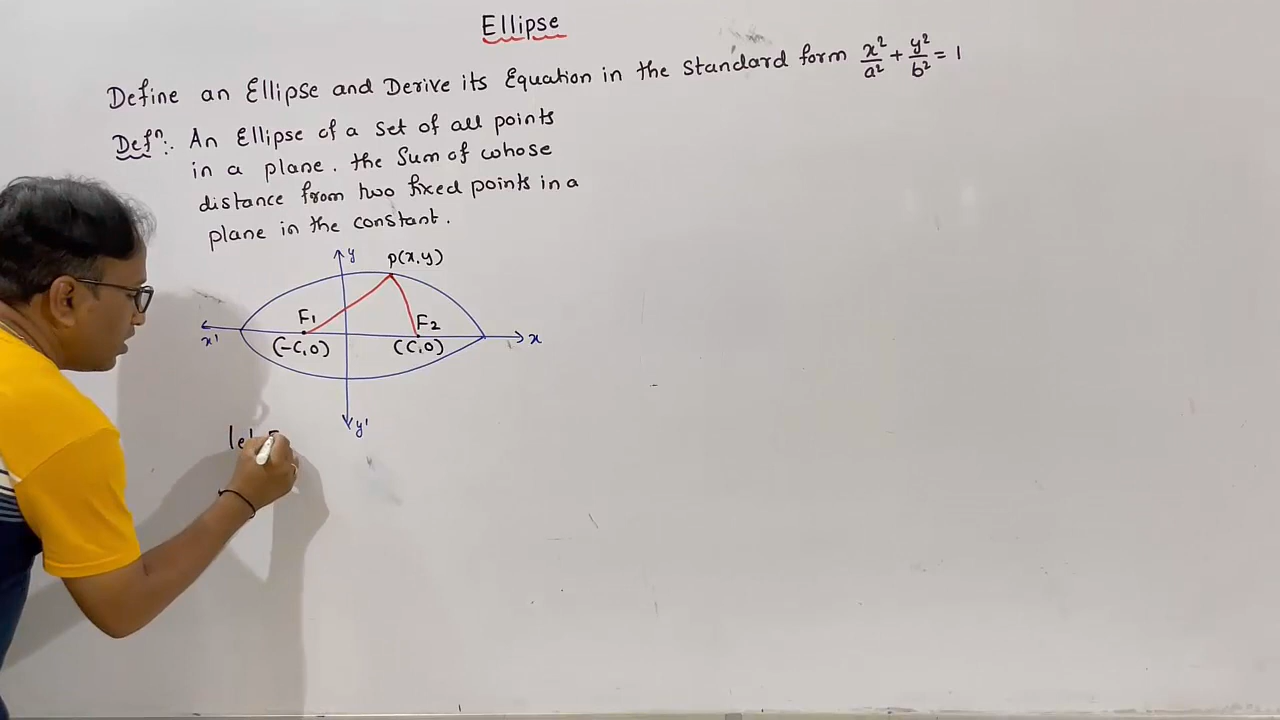 Ellipse
Define an Ellipse and Derive its Equation in the Standard form x²/a² + y²/b² = 1
Defⁿ:. An Ellipse of a set of all points
in a plane. the Sum of whose
distance from two fixed points in a
plane in the constant.
y
P(x,y)
F1
F2
x'
(-C,0)
(C,0)
x
y'
let